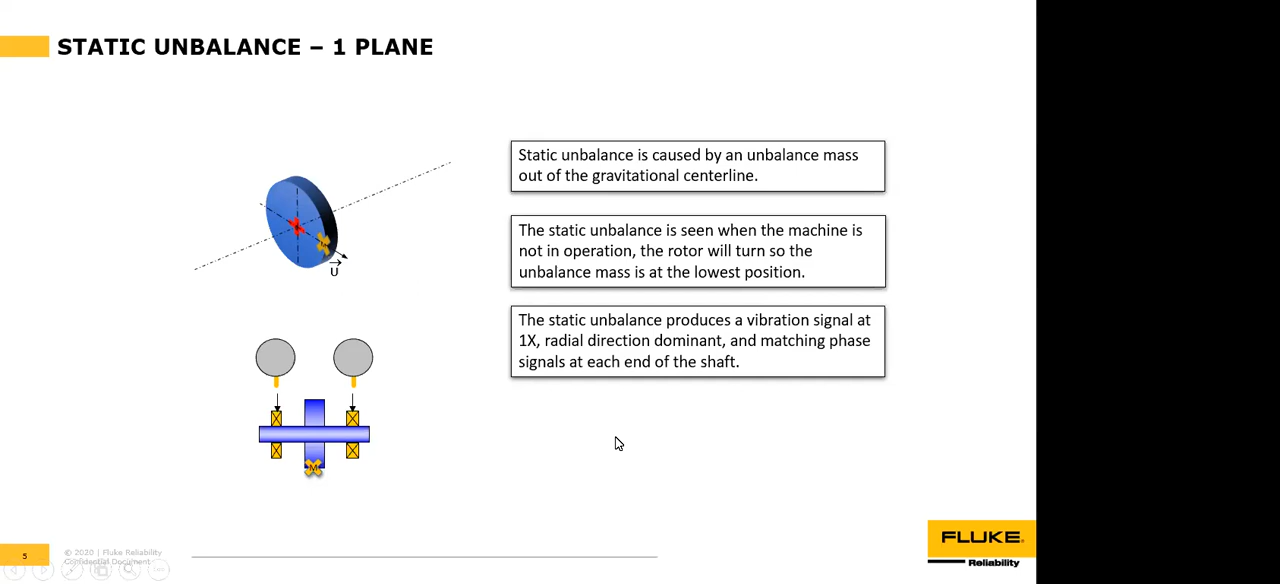 STATIC UNBALANCE – 1 PLANE
Static unbalance is caused by an unbalance mass
out of the gravitational centerline.
The static unbalance is seen when the machine is
not in operation, the rotor will turn so the
unbalance mass is at the lowest position.
U
The static unbalance produces a vibration signal at
1X, radial direction dominant, and matching phase
signals at each end of the shaft.
M
FLUKE®
Reliability
5
© 2020 | Fluke Reliability
Confidential Document